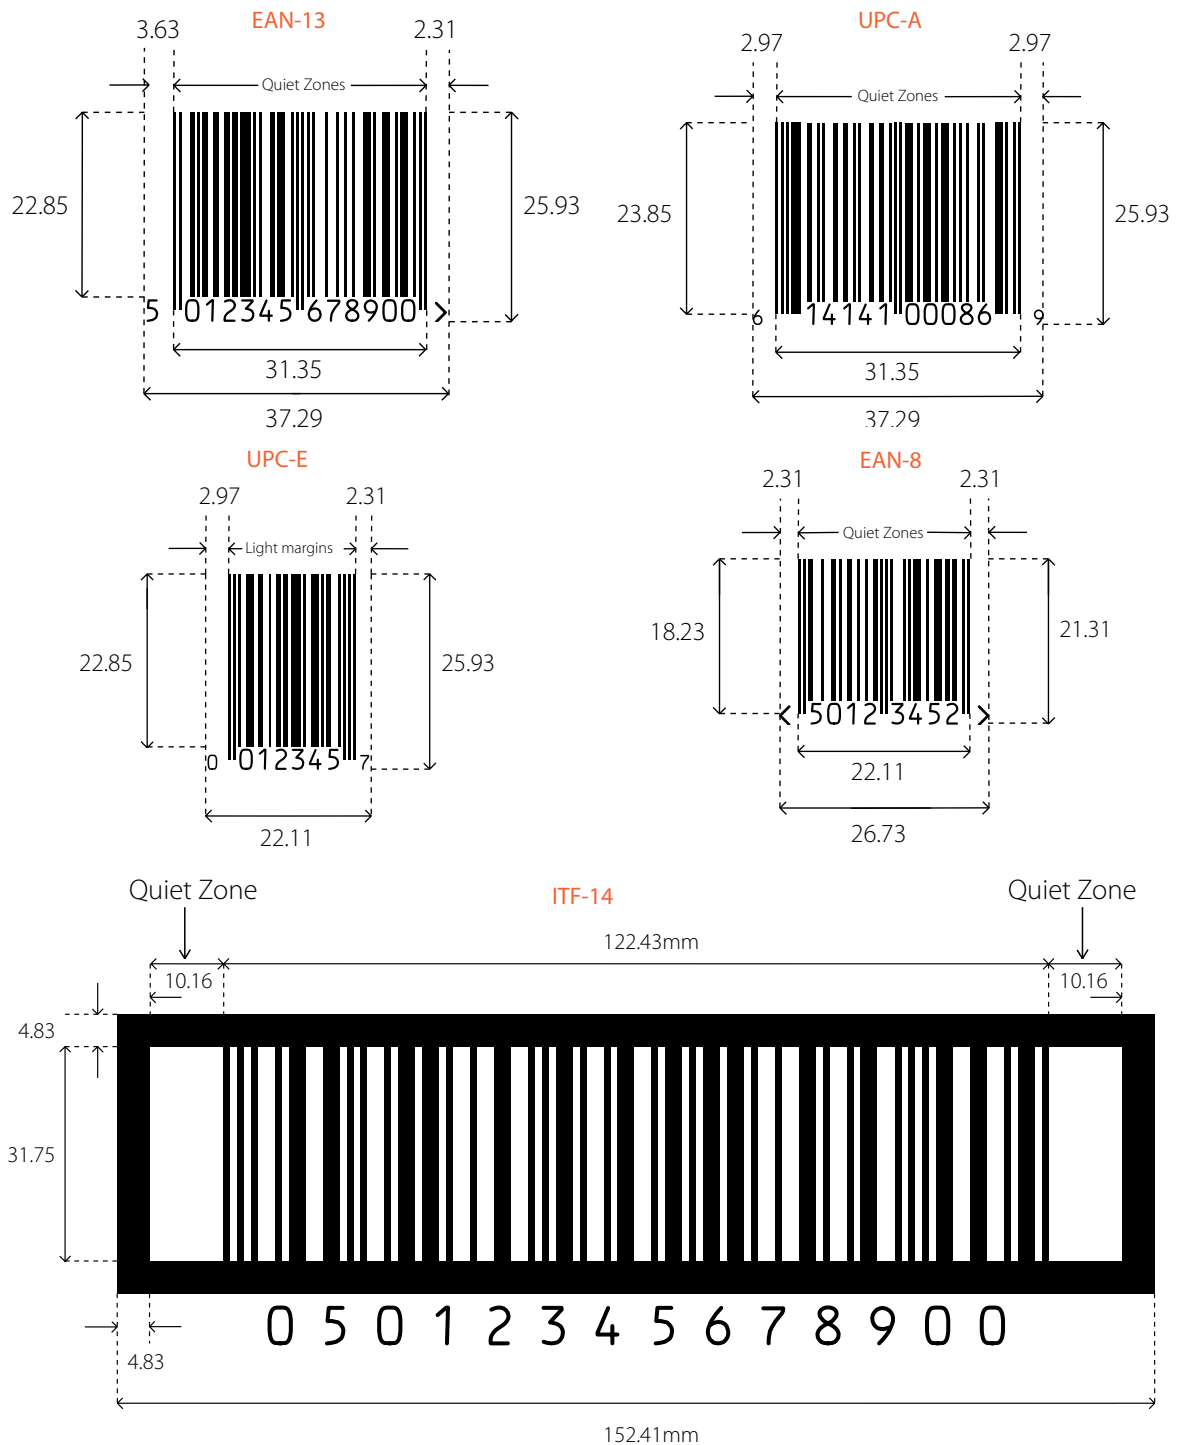 EAN-13
3.63
2.31
Quiet Zones
22.85
25.93
5 012345 678900 >
31.35
37.29
UPC-A
2.97
2.97
Quiet Zones
23.85
25.93
6 14141 00086 9
31.35
37.29
UPC-E
2.97
2.31
Light margins
22.85
25.93
0 012345 7
22.11
EAN-8
2.31
2.31
Quiet Zones
18.23
21.31
< 5012 3452 >
22.11
26.73
Quiet Zone
ITF-14
Quiet Zone
122.43mm
10.16
10.16
4.83
31.75
0 5 0 1 2 3 4 5 6 7 8 9 0 0
4.83
152.41mm